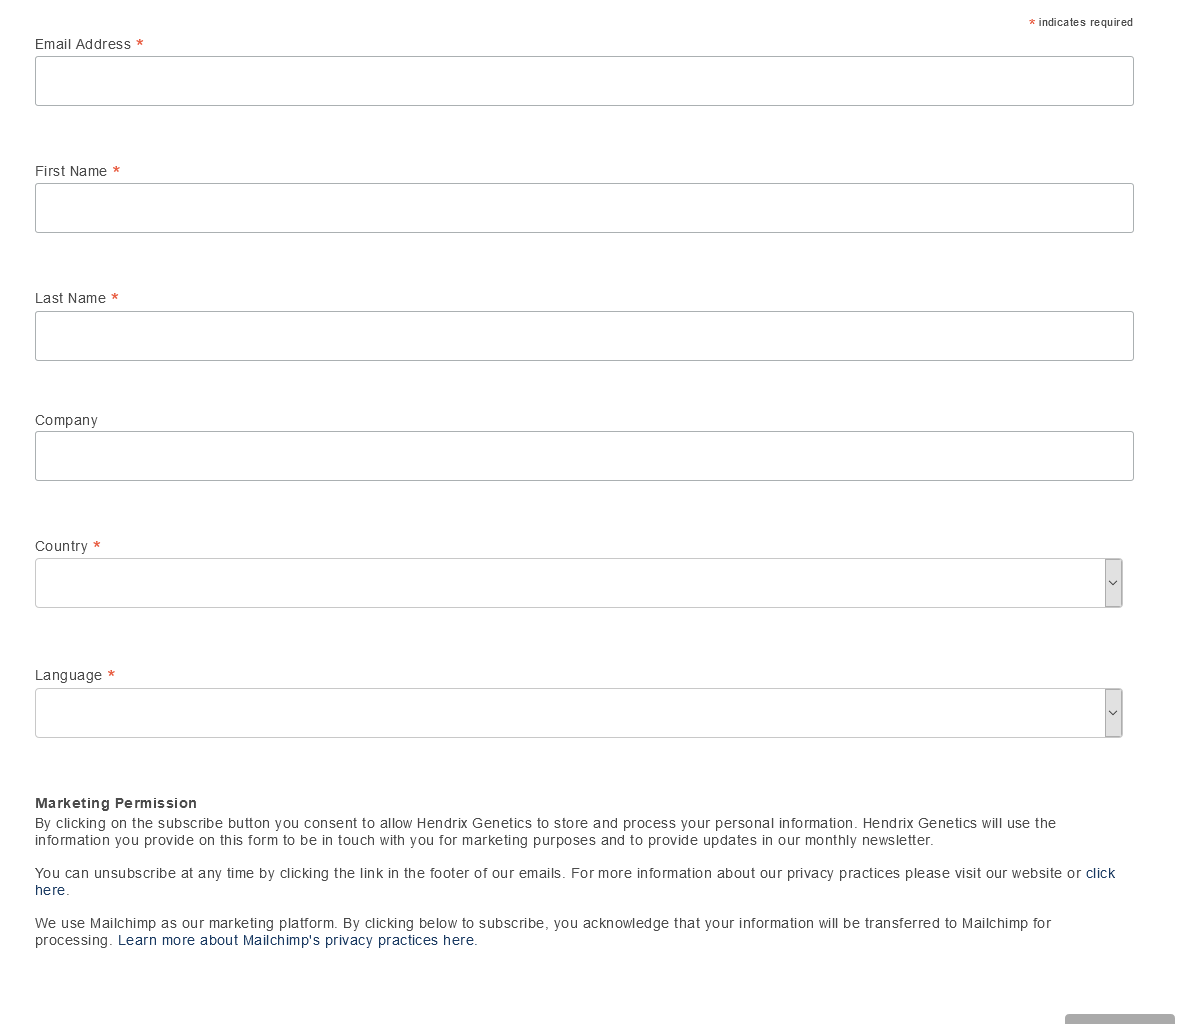 * indicates required
Email Address *
First Name *
Last Name *
Company
Country *
Language *
Marketing Permission
By clicking on the subscribe button you consent to allow Hendrix Genetics to store and process your personal information. Hendrix Genetics will use the
information you provide on this form to be in touch with you for marketing purposes and to provide updates in our monthly newsletter.
You can unsubscribe at any time by clicking the link in the footer of our emails. For more information about our privacy practices please visit our website or click
here.
We use Mailchimp as our marketing platform. By clicking below to subscribe, you acknowledge that your information will be transferred to Mailchimp for
processing. Learn more about Mailchimp's privacy practices here.